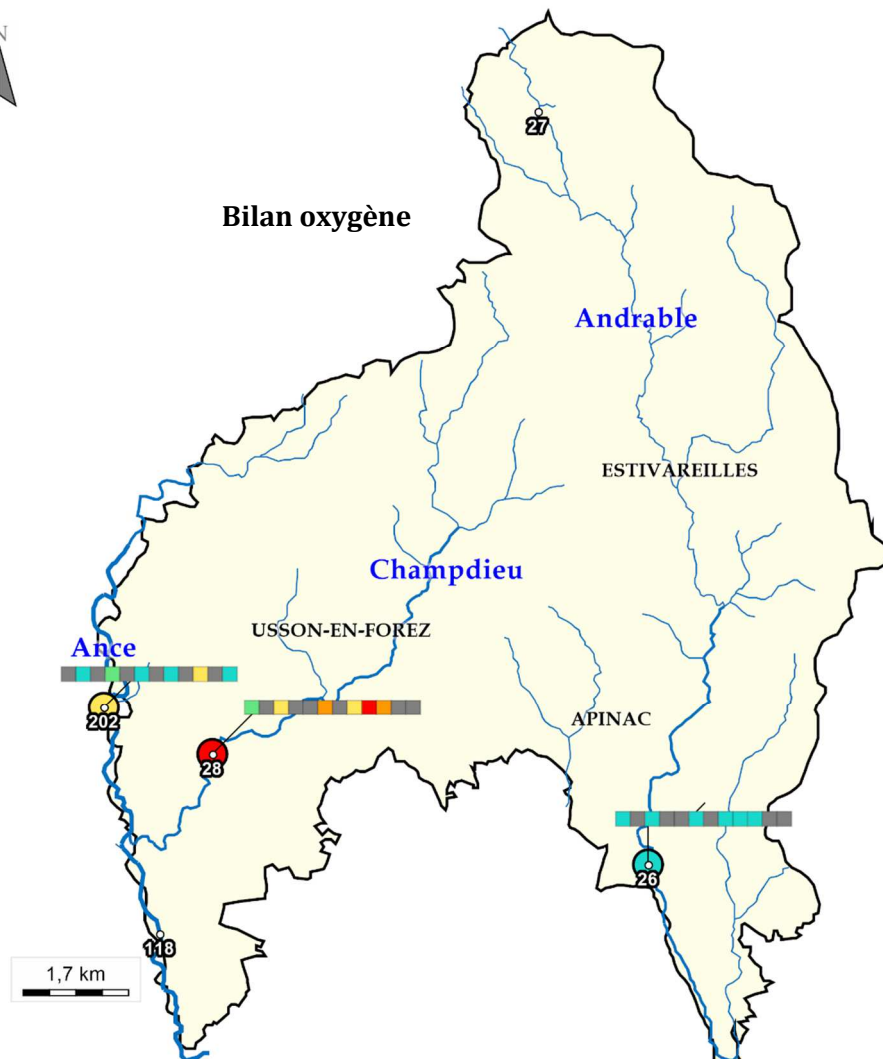 N
27
Bilan oxygène
Andrable
ESTIVAREILLES
Champdieu
USSON-EN-FOREZ
Ance
202
28
APINAC
26
118
1,7 km